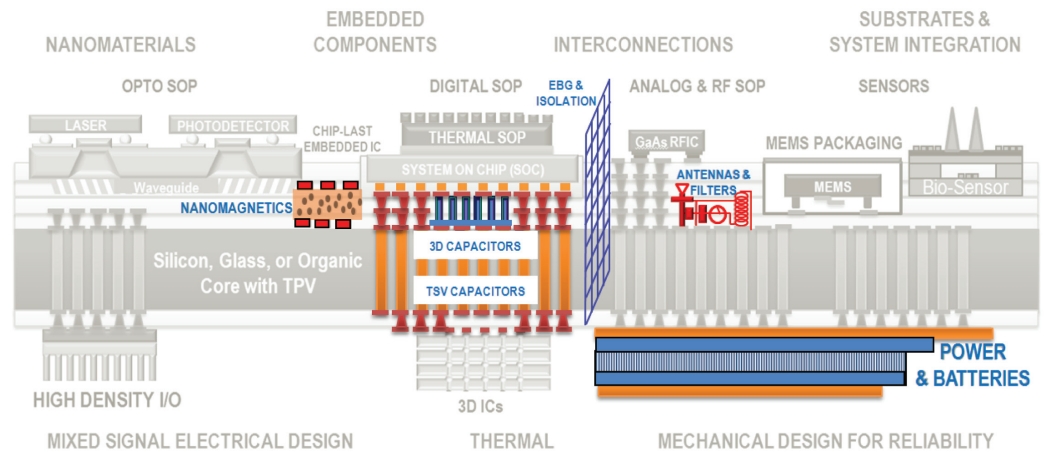 NANOMATERIALS
EMBEDDED
COMPONENTS
INTERCONNECTIONS
SUBSTRATES &
SYSTEM INTEGRATION
OPTO SOP
DIGITAL SOP
EBG &
ISOLATION
ANALOG & RF SOP
SENSORS
LASER
PHOTODETECTOR
CHIP-LAST
EMBEDDED IC
THERMAL SOP
GaAs RFIC
MEMS PACKAGING
SYSTEM ON CHIP (SOC)
Waveguide
ANTENNAS &
FILTERS
MEMS
Bio-Sensor
NANOMAGNETICS
3D CAPACITORS
Silicon, Glass, or Organic
Core with TPV
TSV CAPACITORS
POWER
& BATTERIES
HIGH DENSITY I/O
3D ICs
MIXED SIGNAL ELECTRICAL DESIGN
THERMAL
MECHANICAL DESIGN FOR RELIABILITY